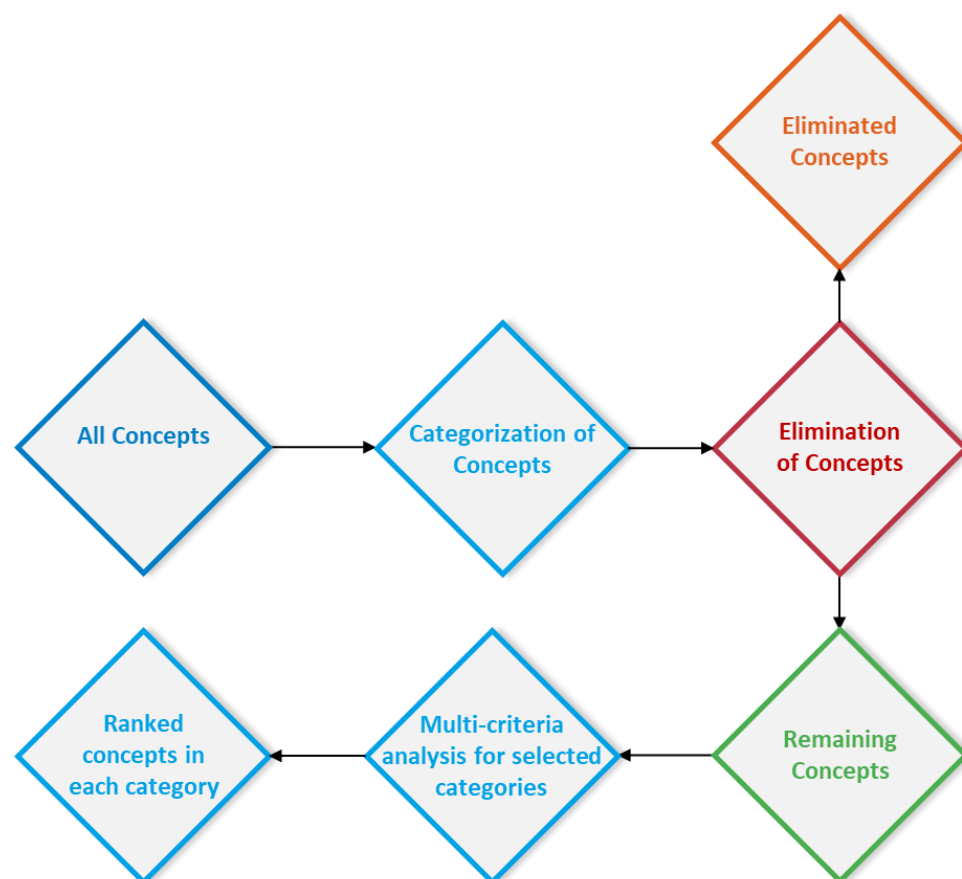 Eliminated
Concepts
All Concepts
Categorization of
Concepts
Elimination
of Concepts
Ranked
concepts in
each category
Multi-criteria
analysis for selected
categories
Remaining
Concepts